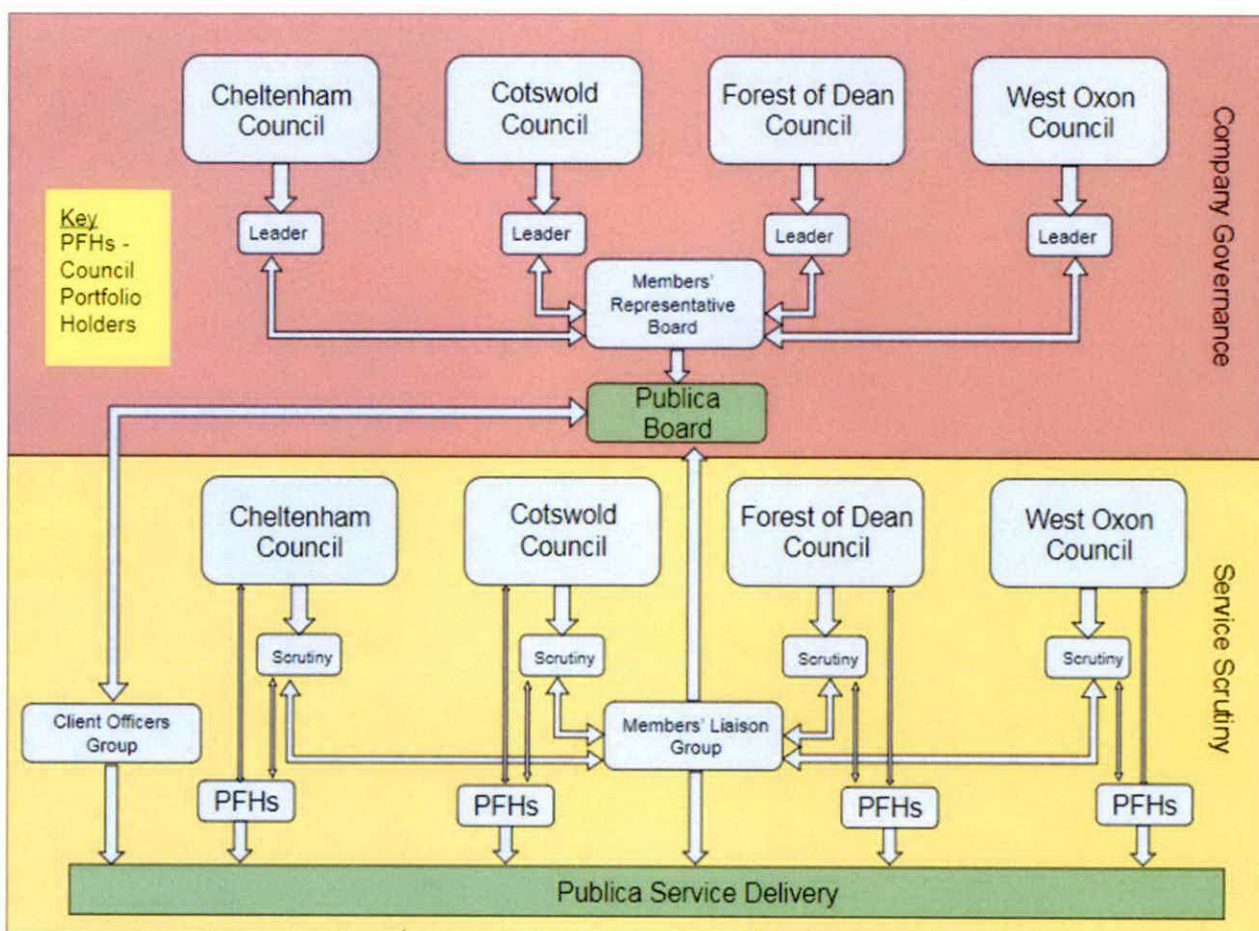 Cheltenham
Council
Cotswold
Council
Forest of Dean
Council
West Oxon
Council
Company Governance
Key
PFHs -
Council
Portfolio
Holders
Leader
Leader
Leader
Leader
Members'
Representative
Board
Publica
Board
Cheltenham
Council
Cotswold
Council
Forest of Dean
Council
West Oxon
Council
Service Scrutiny
Scrutiny
Scrutiny
Scrutiny
Scrutiny
Client Officers
Group
Members' Liaison
Group
PFHs
PFHs
PFHs
PFHs
Publica Service Delivery